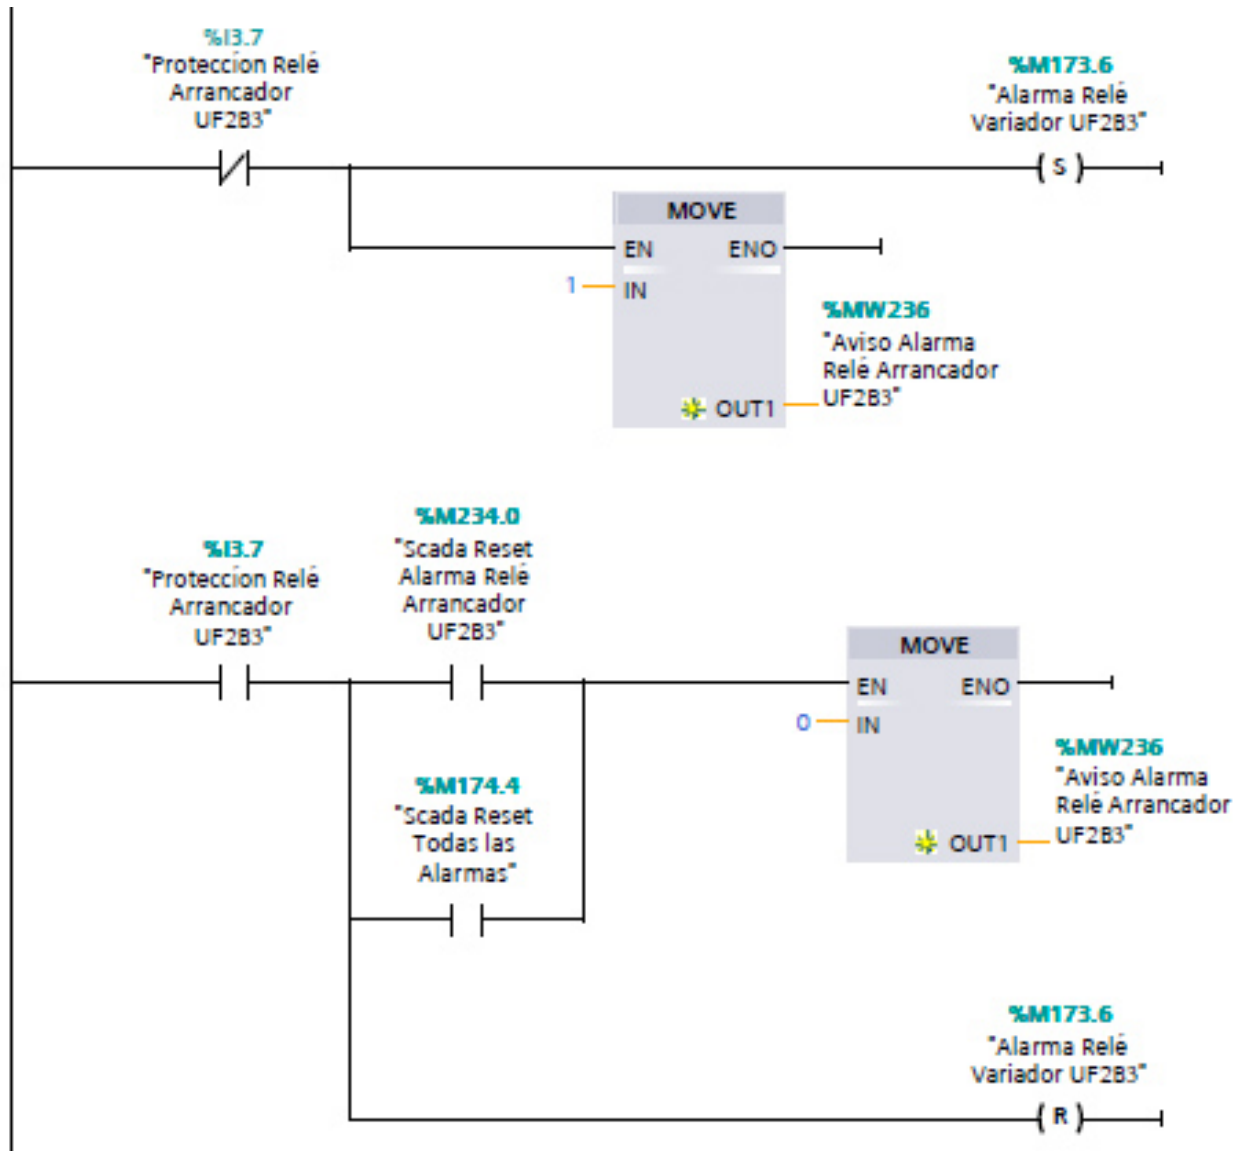 %I3.7
"Proteccion Relé
Arrancador
UF2B3"
%M173.6
"Alarma Relé
Variador UF2B3"
( S )
MOVE
EN ENO
1 IN
%MW236
"Aviso Alarma
Relé Arrancador
UF2B3"
OUT1
%M234.0
"Scada Reset
Alarma Relé
Arrancador
UF2B3"
%I3.7
"Proteccion Relé
Arrancador
UF2B3"
MOVE
EN ENO
0 IN
%MW236
"Aviso Alarma
Relé Arrancador
UF2B3"
OUT1
%M174.4
"Scada Reset
Todas las
Alarmas"
%M173.6
"Alarma Relé
Variador UF2B3"
( R )